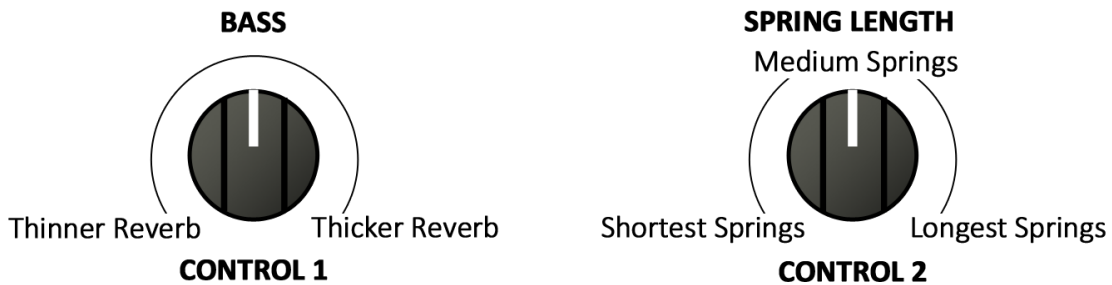 BASS
Thinner Reverb
Thicker Reverb
CONTROL 1
SPRING LENGTH
Medium Springs
Shortest Springs
Longest Springs
CONTROL 2